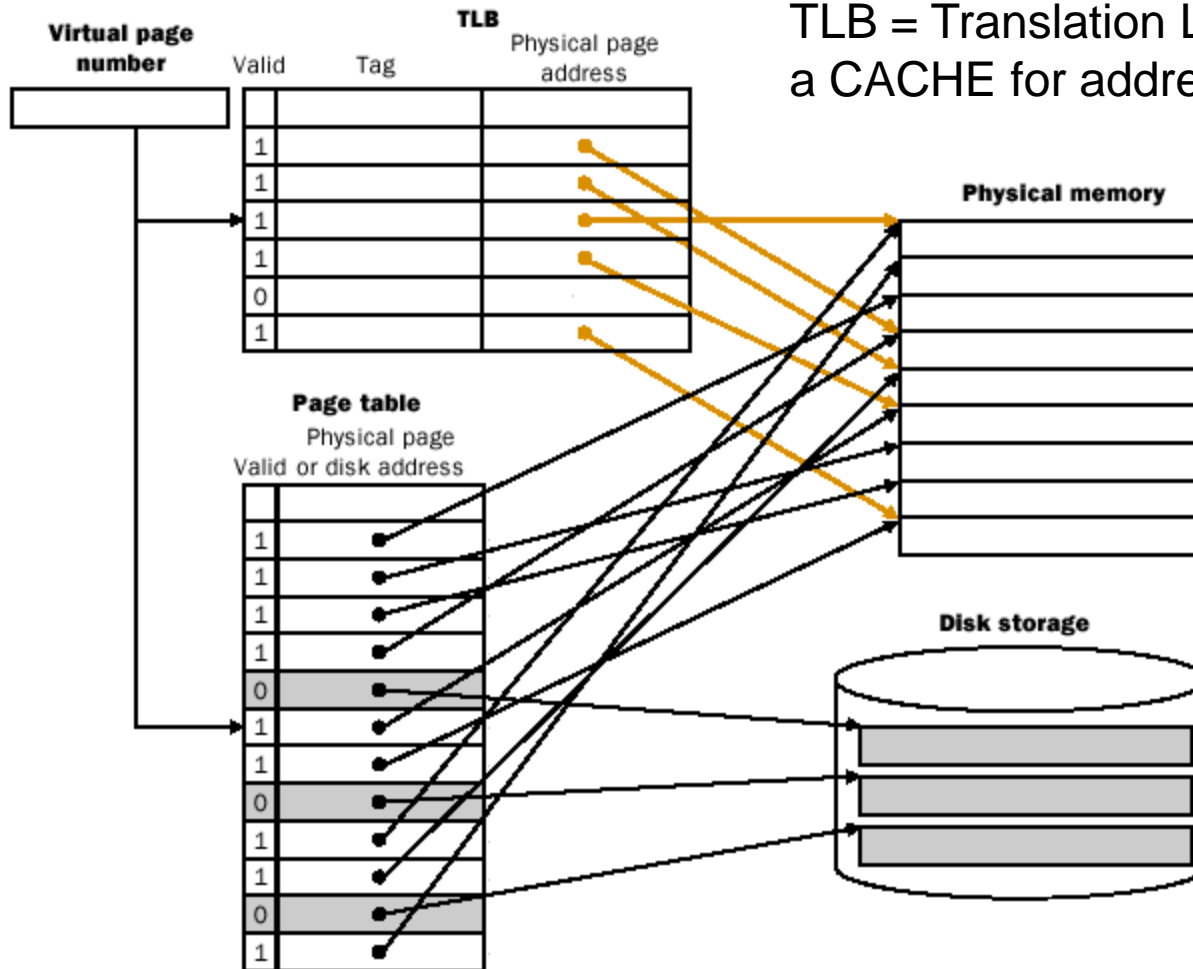 TLB = Translation L
a CACHE for addre
TLB
Virtual page
number
Valid
Tag
Physical page
address
1
1
1
1
0
1
Physical memory
Page table
Physical page
Valid or disk address
1
1
1
1
0
1
1
0
1
1
0
1
Disk storage